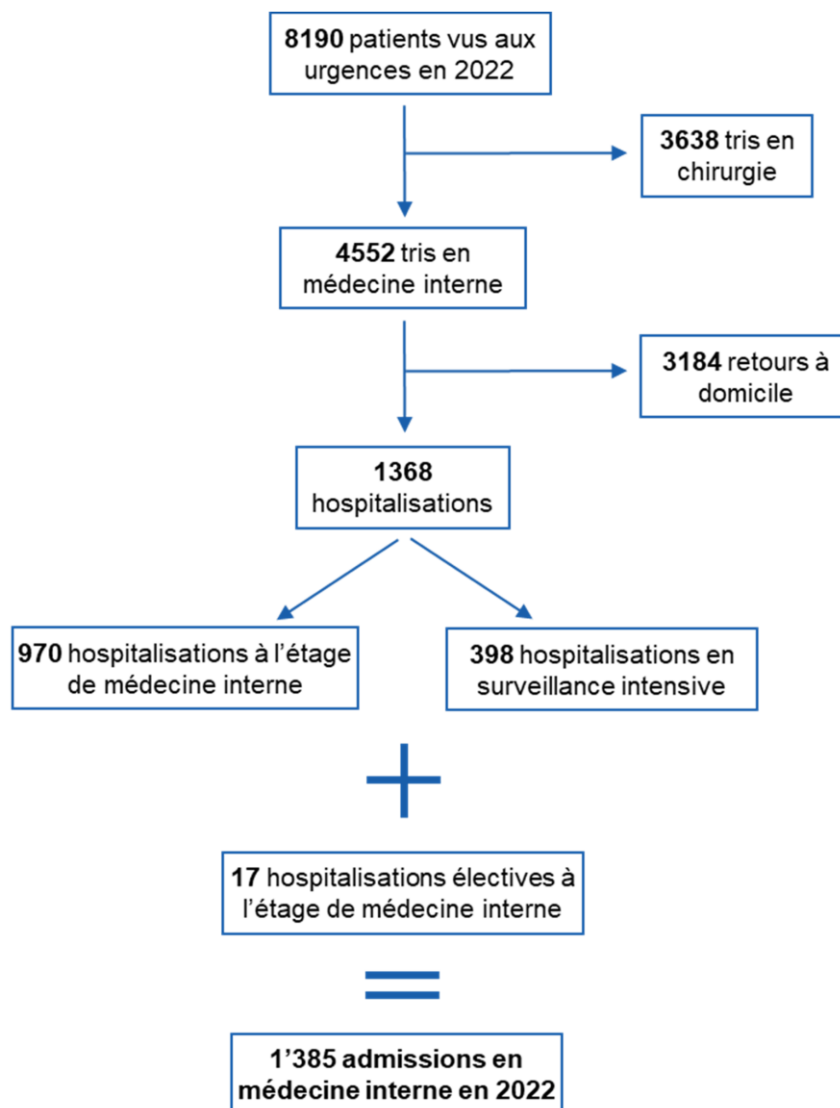 8190 patients vus aux
urgences en 2022
3638 tris en
chirurgie
4552 tris en
médecine interne
3184 retours à
domicile
1368
hospitalisations
970 hospitalisations à l’étage
de médecine interne
398 hospitalisations en
surveillance intensive
+
17 hospitalisations électives à
l’étage de médecine interne
=
1’385 admissions en
médecine interne en 2022